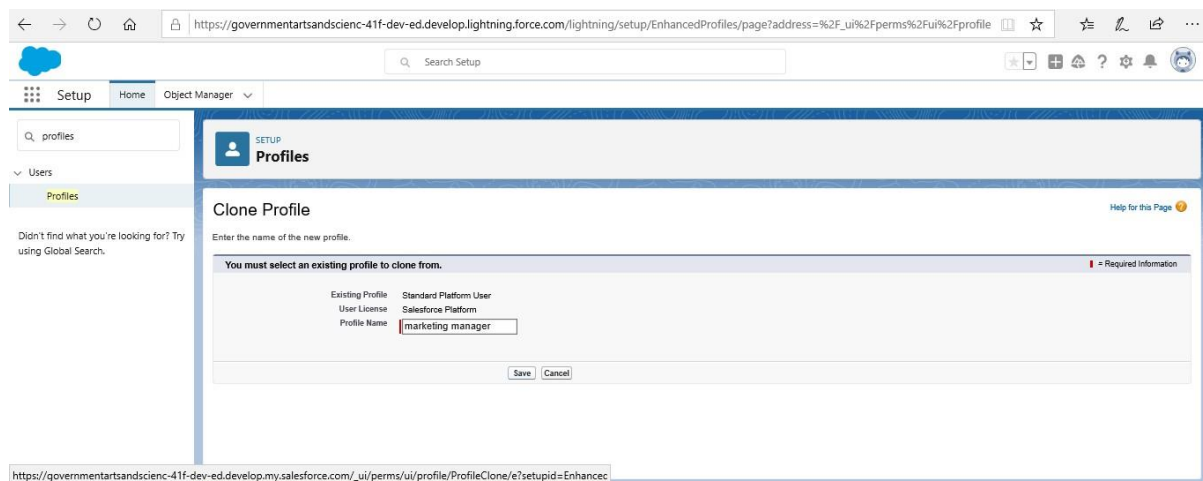 https://governmentartsandscienc-41f-dev-ed.develop.lightning.force.com/lightning/setup/EnhancedProfiles/page?address=%2F_ui%2Fperms%2Fui%2Fprofile
Search Setup
Setup Home Object Manager
profiles
Users
Profiles
Didn't find what you're looking for? Try
using Global Search.
SETUP
Profiles
Clone Profile
Help for this Page
Enter the name of the new profile.
You must select an existing profile to clone from.
= Required Information
Existing Profile Standard Platform User
User License Salesforce Platform
Profile Name marketing manager
Save Cancel
https://governmentartsandscienc-41f-dev-ed.develop.my.salesforce.com/_ui/perms/ui/profile/ProfileClone/e?setupid=Enhancec